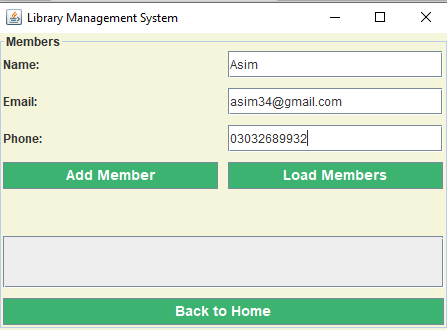 Library Management System
Members
Name: Asim
Email: asim34@gmail.com
Phone: 03032689932
Add Member Load Members
Back to Home